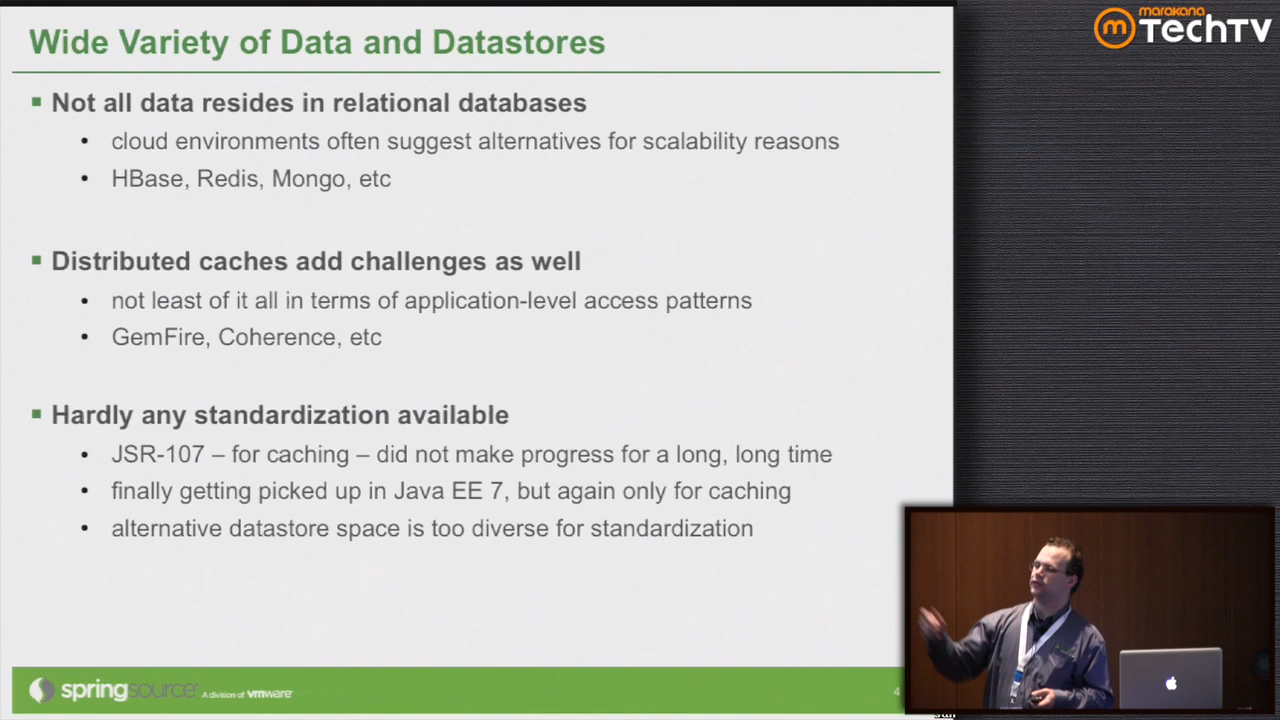 Wide Variety of Data and Datastores
marakana
TechTV
Not all data resides in relational databases
• cloud environments often suggest alternatives for scalability reasons
• HBase, Redis, Mongo, etc
Distributed caches add challenges as well
• not least of it all in terms of application-level access patterns
• GemFire, Coherence, etc
Hardly any standardization available
• JSR-107 – for caching – did not make progress for a long, long time
• finally getting picked up in Java EE 7, but again only for caching
• alternative datastore space is too diverse for standardization
springsource A division of vmware
4